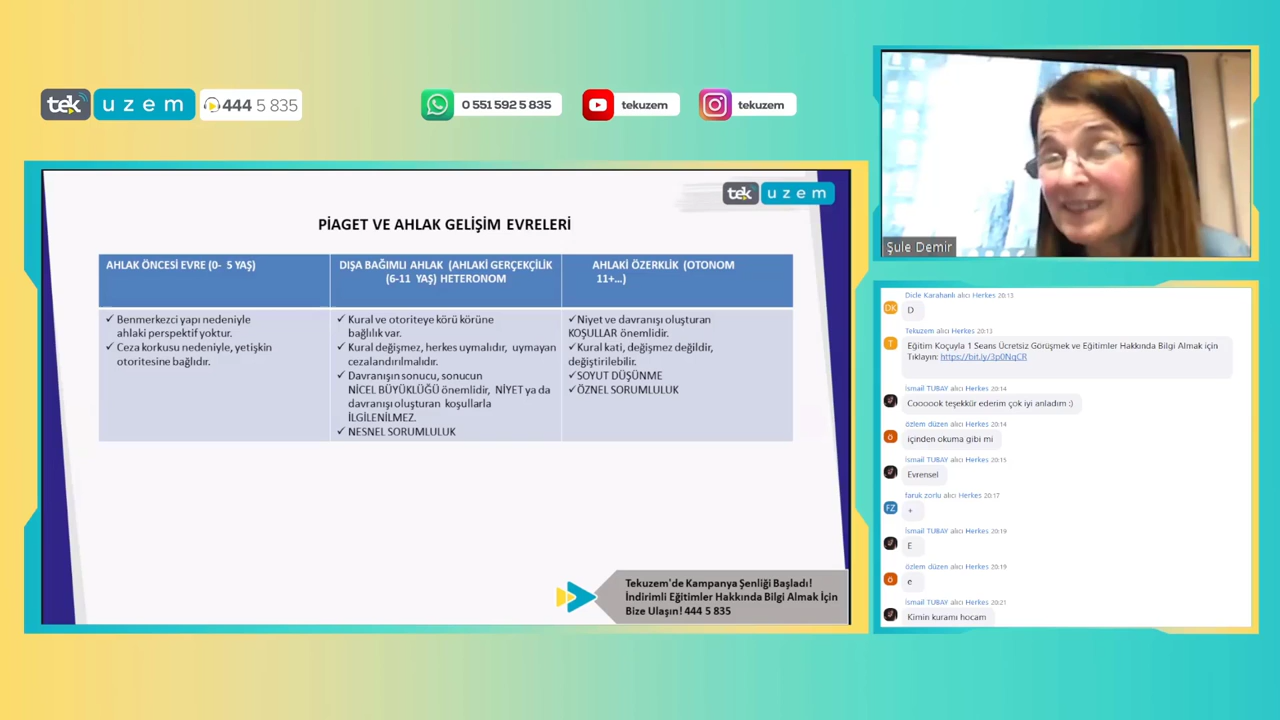 tek uzem 444 5 835
0 551 592 5 835
tekuzem
tekuzem
tek uzem
PİAGET VE AHLAK GELİŞİM EVRELERİ
AHLAK ÖNCESİ EVRE (0- 5 YAŞ)
✓ Benmerkezci yapı nedeniyle
ahlaki perspektif yoktur.
✓ Ceza korkusu nedeniyle, yetişkin
otoritesine bağlıdır.
DIŞA BAĞIMLI AHLAK (AHLAKİ GERÇEKÇİLİK
(6-11 YAŞ) HETERONOM
✓ Kural ve otoriteye körü körüne
bağlılık var.
✓ Kural değişmez, herkes uymalıdır, uymayan
cezalandırılmalıdır.
✓ Davranışın sonucu, sonucun
NİCEL BÜYÜKLÜĞÜ önemlidir, NİYET ya da
davranışı oluşturan koşullarla
İLGİLENİLMEZ.
✓ NESNEL SORUMLULUK
AHLAKİ ÖZERKLİK (OTONOM
11+...)
✓Niyet ve davranışı oluşturan
KOŞULLAR önemlidir.
✓Kural kati, değişmez değildir,
değiştirilebilir.
✓SOYUT DÜŞÜNME
✓ÖZNEL SORUMLULUK
Tekuzem'de Kampanya Şenliği Başladı!
İndirimli Eğitimler Hakkında Bilgi Almak İçin
Bize Ulaşın! 444 5 835
Şule Demir
Dicle Karahanlı alıcı Herkes 20:13
DK
D
Tekuzem alıcı Herkes 20:13
T
Eğitim Koçuyla 1 Seans Ücretsiz Görüşmek ve Eğitimler Hakkında Bilgi Almak için
Tıklayın: https://bit.ly/3p0NqCR
İsmail TUBAY alıcı Herkes 20:14
Coooook teşekkür ederim çok iyi anladım :)
özlem düzen alıcı Herkes 20:14
ö
içinden okuma gibi mi
İsmail TUBAY alıcı Herkes 20:15
Evrensel
faruk zorlu alıcı Herkes 20:17
FZ
+
İsmail TUBAY alıcı Herkes 20:19
E
özlem düzen alıcı Herkes 20:19
ö
e
İsmail TUBAY alıcı Herkes 20:21
Kimin kuramı hocam